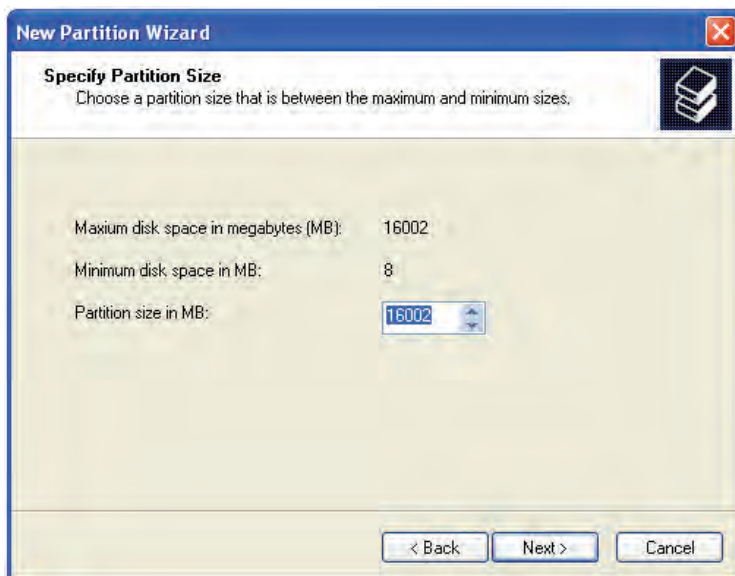 New Partition Wizard
Specify Partition Size
Choose a partition size that is between the maximum and minimum sizes.
Maxium disk space in megabytes (MB): 16002
Minimum disk space in MB: 8
Partition size in MB: 16002
< Back Next > Cancel